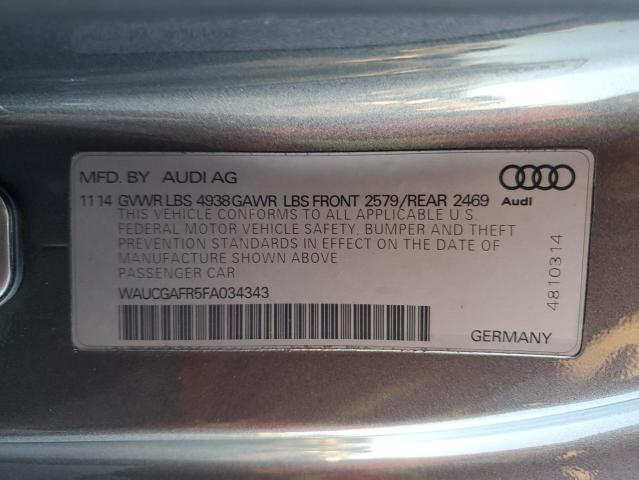 MFD. BY AUDI AG
Audi
11 14 GVWR LBS 4938 GAWR LBS FRONT 2579/REAR 2469
THIS VEHICLE CONFORMS TO ALL APPLICABLE U.S.
FEDERAL MOTOR VEHICLE SAFETY, BUMPER AND THEFT
PREVENTION STANDARDS IN EFFECT ON THE DATE OF
MANUFACTURE SHOWN ABOVE
PASSENGER CAR
WAUCGAFR5FA034343
4810314
GERMANY